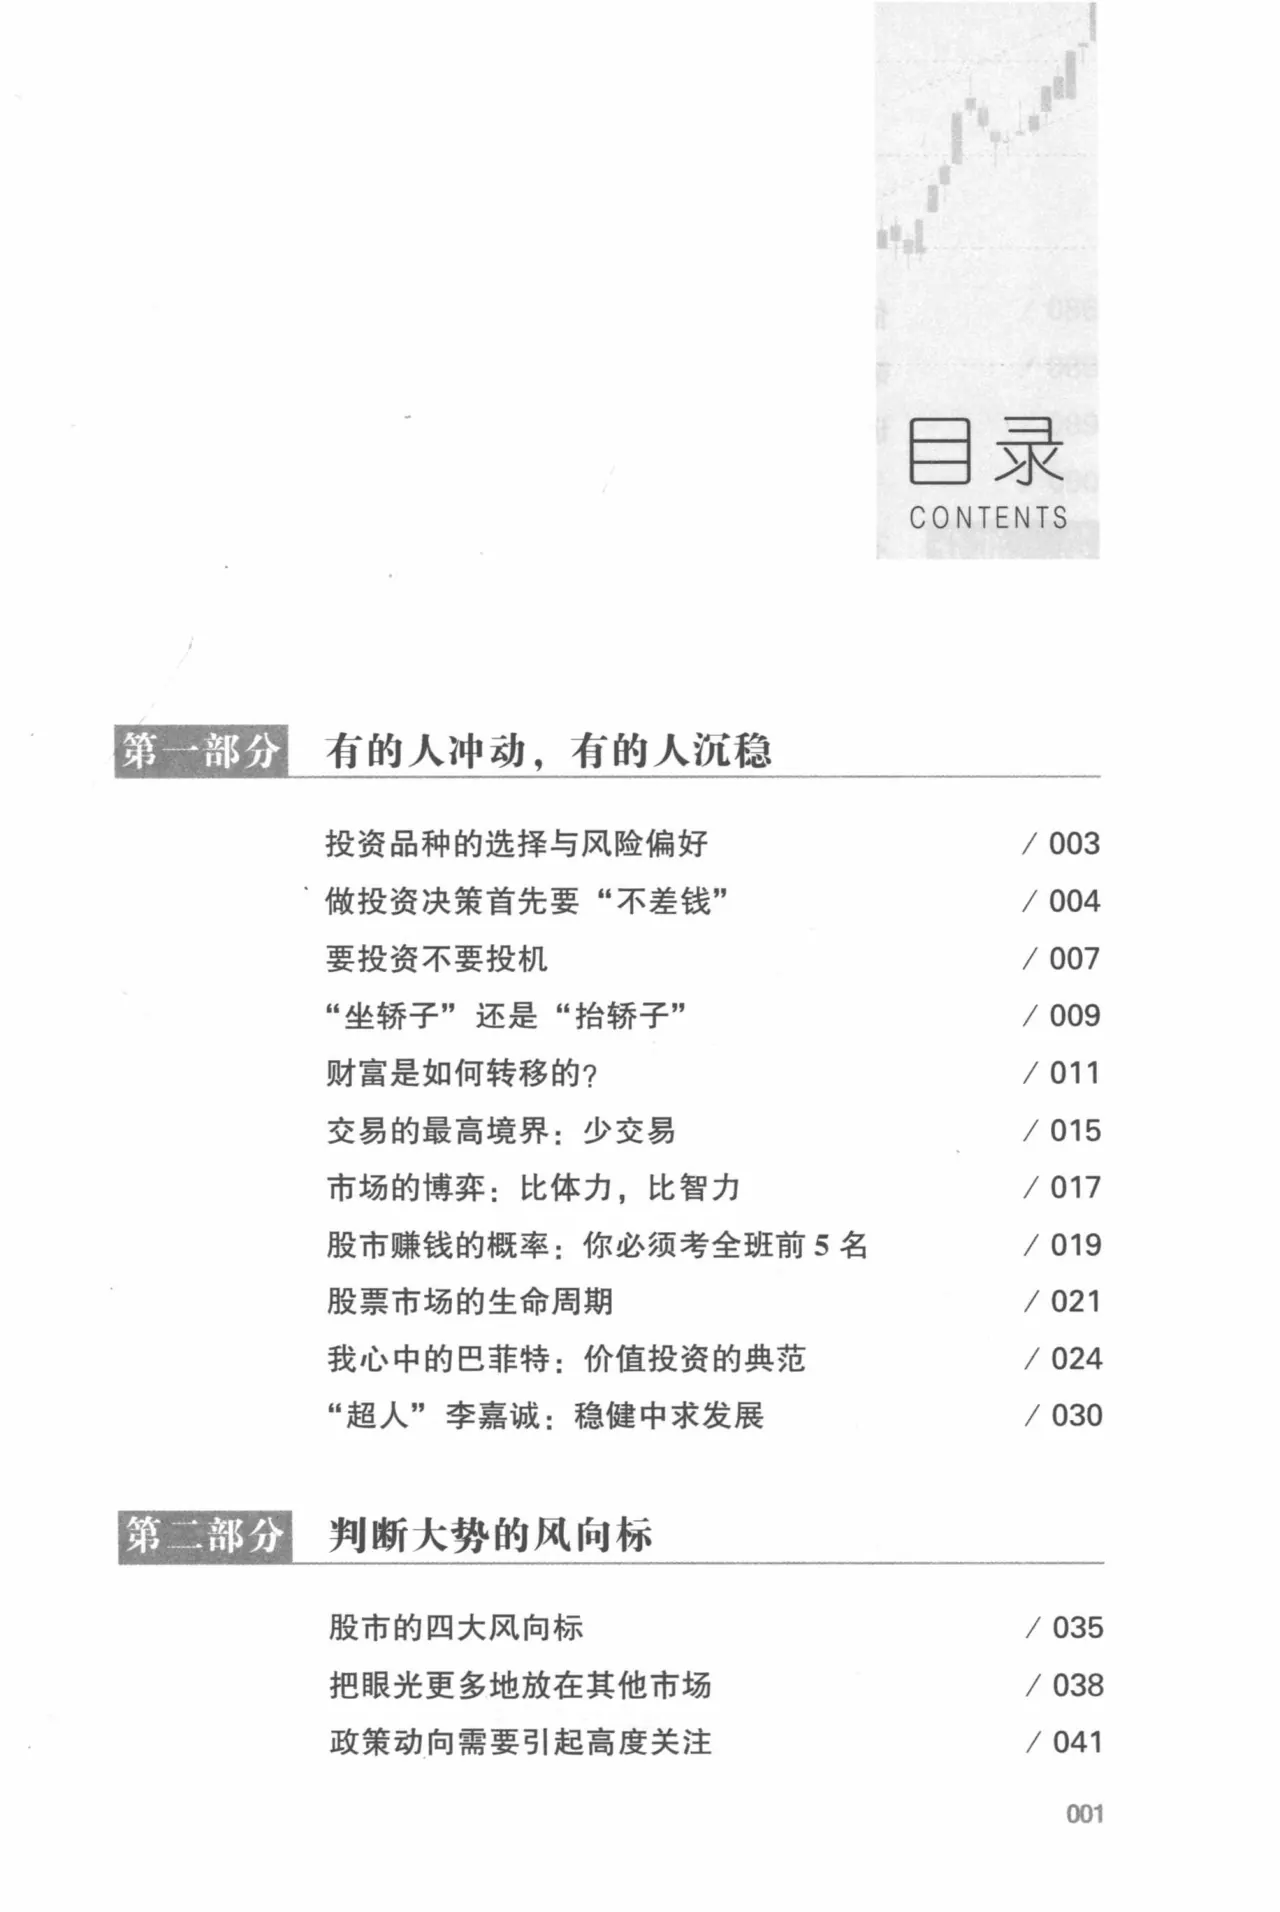 目录
CONTENTS
第一部分 有的人冲动，有的人沉稳
投资品种的选择与风险偏好 / 003
做投资决策首先要“不差钱” / 004
要投资不要投机 / 007
“坐轿子”还是“抬轿子” / 009
财富是如何转移的? / 011
交易的最高境界：少交易 / 015
市场的博弈：比体力，比智力 / 017
股市赚钱的概率：你必须考全班前5名 / 019
股票市场的生命周期 / 021
我心中的巴菲特：价值投资的典范 / 024
“超人”李嘉诚：稳健中求发展 / 030
第二部分 判断大势的风向标
股市的四大风向标 / 035
把眼光更多地放在其他市场 / 038
政策动向需要引起高度关注 / 041
001